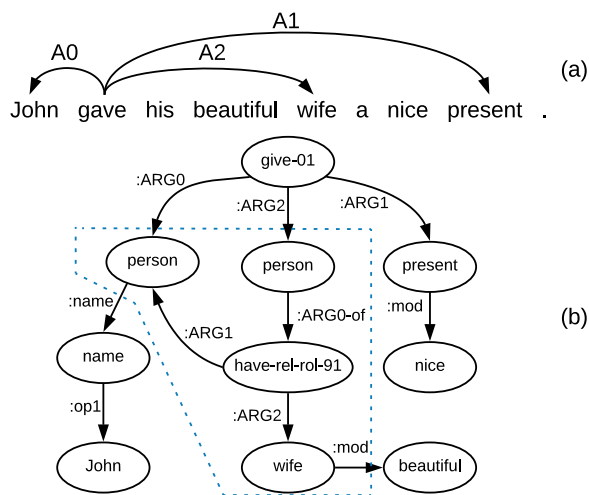 A1
A0
A2
(a)
John gave his beautiful wife a nice present .
give-01
:ARG0
:ARG2
:ARG1
person
person
present
:name
:ARG1
:ARG0-of
:mod
(b)
name
have-rel-rol-91
nice
:op1
:ARG2
:mod
John
wife
beautiful